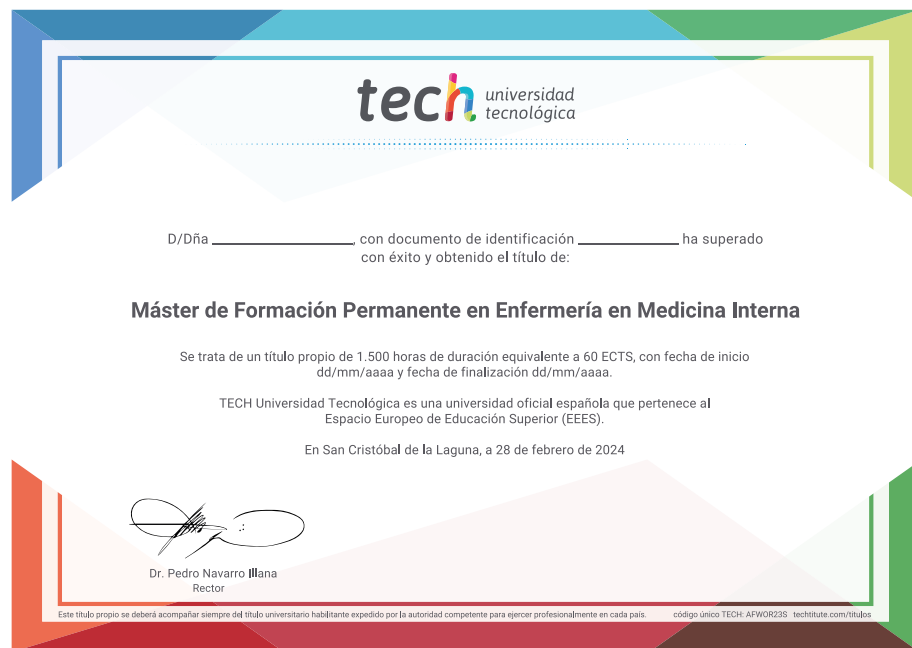 tech universidad
tecnológica
D/Dña ______________, con documento de identificación __________ ha superado
con éxito y obtenido el título de:
Máster de Formación Permanente en Enfermería en Medicina Interna
Se trata de un título propio de 1.500 horas de duración equivalente a 60 ECTS, con fecha de inicio
dd/mm/aaaa y fecha de finalización dd/mm/aaaa.
TECH Universidad Tecnológica es una universidad oficial española que pertenece al
Espacio Europeo de Educación Superior (EEES).
En San Cristóbal de la Laguna, a 28 de febrero de 2024
Dr. Pedro Navarro Illana
Rector
Este título propio se deberá acompañar siempre del título universitario habilitante expedido por la autoridad competente para ejercer profesionalmente en cada país. código único TECH: AFWOR23S techtitute.com/titulos